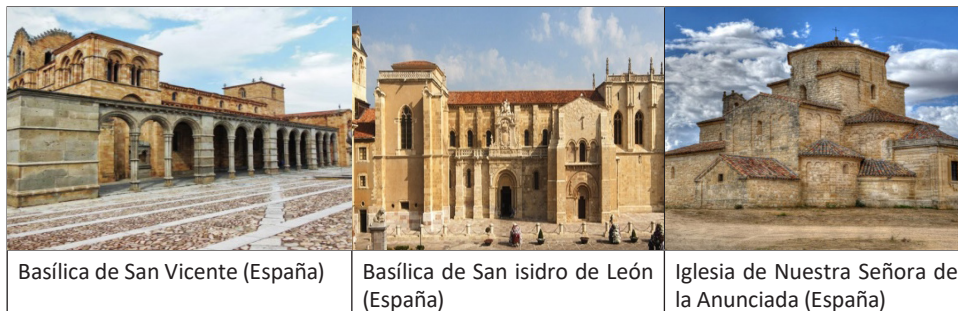 Basílica de San Vicente (España)
Basílica de San isidro de León
(España)
Iglesia de Nuestra Señora de
la Anunciada (España)